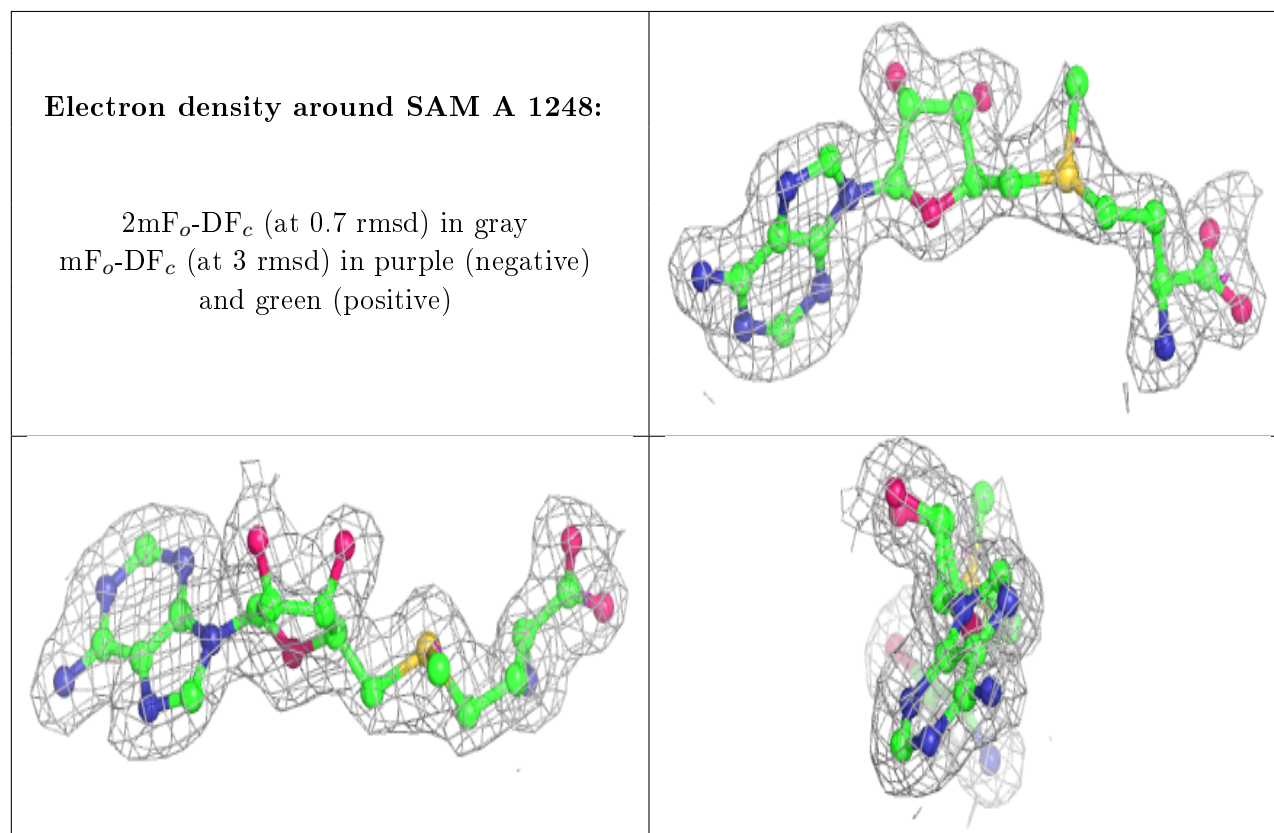 Electron density around SAM A 1248:
2mFo-DFc (at 0.7 rmsd) in gray
mFo-DFc (at 3 rmsd) in purple (negative)
and green (positive)